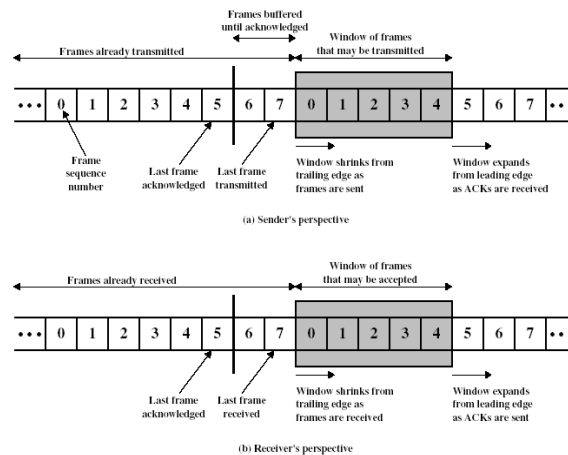 Frames buffered
until acknowledged
Window of frames
that may be transmitted
Frames already transmitted
••• 0 1 2 3 4 5 6 7 0 1 2 3 4 5 6 7 ••
Frame
sequence
number
Last frame
acknowledged
Last frame
transmitted
Window shrinks from
trailing edge as
frames are sent
Window expands
from leading edge
as ACKs are received
(a) Sender's perspective
Window of frames
that may be accepted
Frames already received
••• 0 1 2 3 4 5 6 7 0 1 2 3 4 5 6 7 ••
Last frame
acknowledged
Last frame
received
Window shrinks from
trailing edge as
frames are received
Window expands
from leading edge
as ACKs are sent
(b) Receiver's perspective